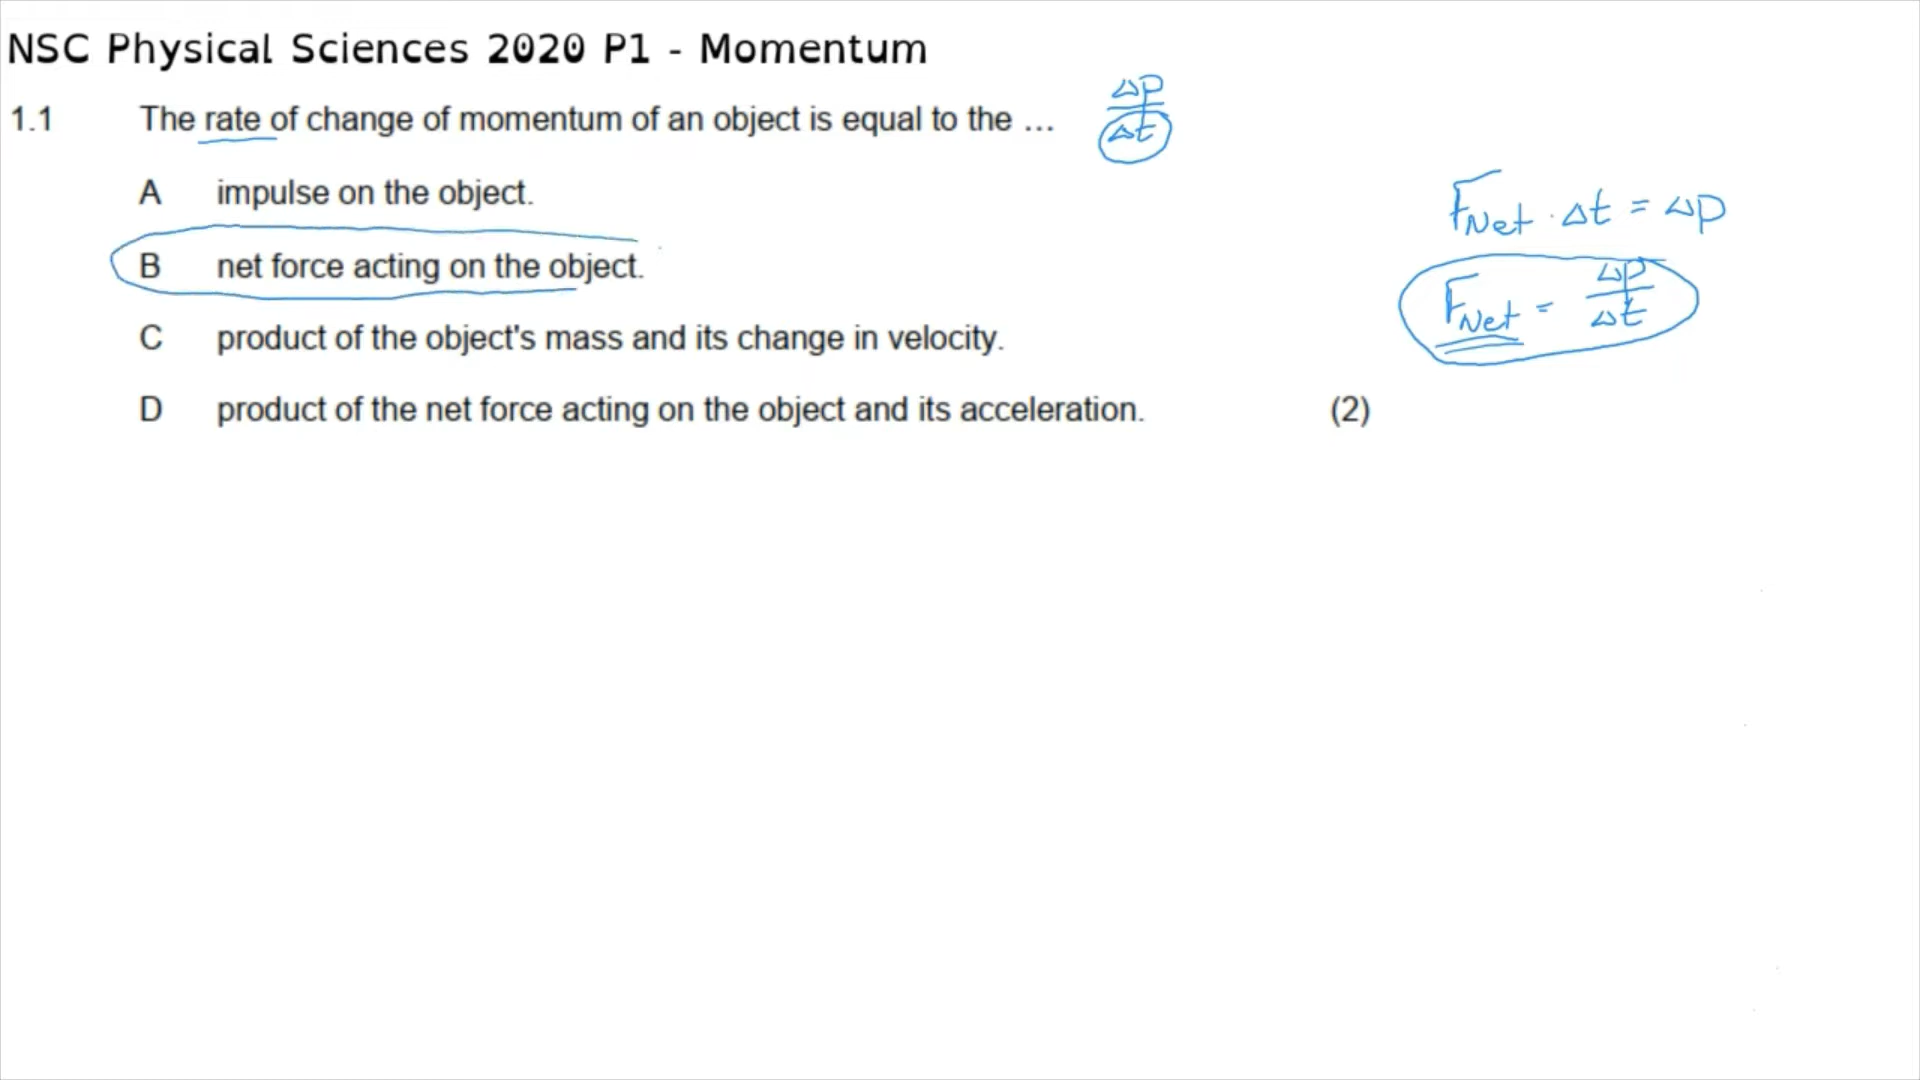 NSC Physical Sciences 2020 P1 - Momentum
1.1 The rate of change of momentum of an object is equal to the ... Δp/Δt
A impulse on the object.
B net force acting on the object.
C product of the object's mass and its change in velocity.
D product of the net force acting on the object and its acceleration. (2)
FNet · Δt = Δp
FNet = Δp/Δt